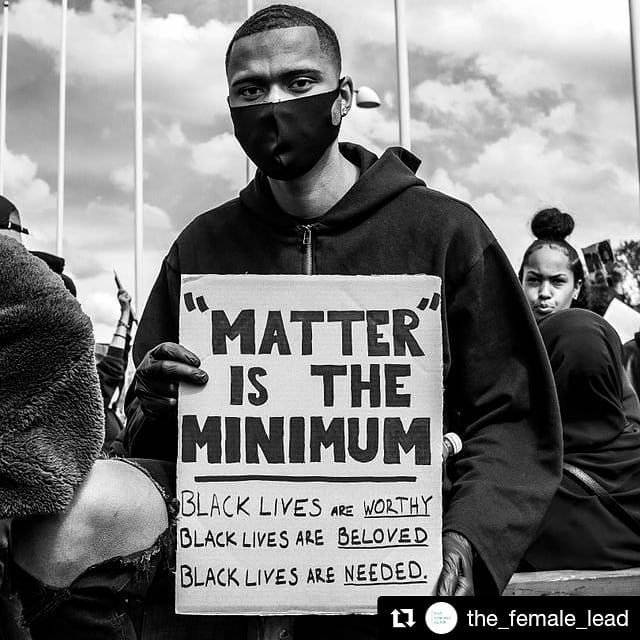 "MATTER"
IS THE
MINIMUM
BLACK LIVES ARE WORTHY
BLACK LIVES ARE BELOVED
BLACK LIVES ARE NEEDED.
the_female_lead